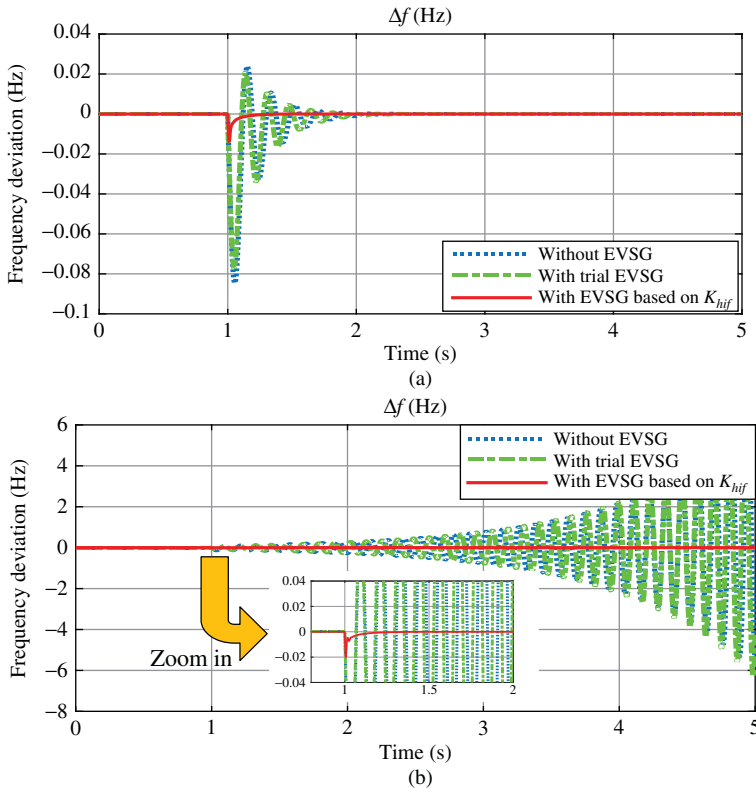 Δf (Hz)
Frequency deviation (Hz)
0.04
0.02
0
−0.02
−0.04
−0.06
−0.08
−0.1
Without EVSG
With trial EVSG
With EVSG based on K_hif
0 1 2 3 4 5
Time (s)
(a)
Δf (Hz)
Frequency deviation (Hz)
6
4
2
0
−2
−4
−6
−8
Without EVSG
With trial EVSG
With EVSG based on K_hif
Zoom in
0.04
0.02
0
−0.02
−0.04
1 1.5 2
0 1 2 3 4 5
Time (s)
(b)